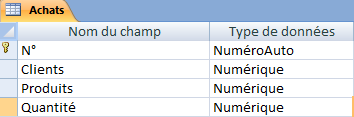 Achats
Nom du champ Type de données
N° NuméroAuto
Clients Numérique
Produits Numérique
Quantité Numérique